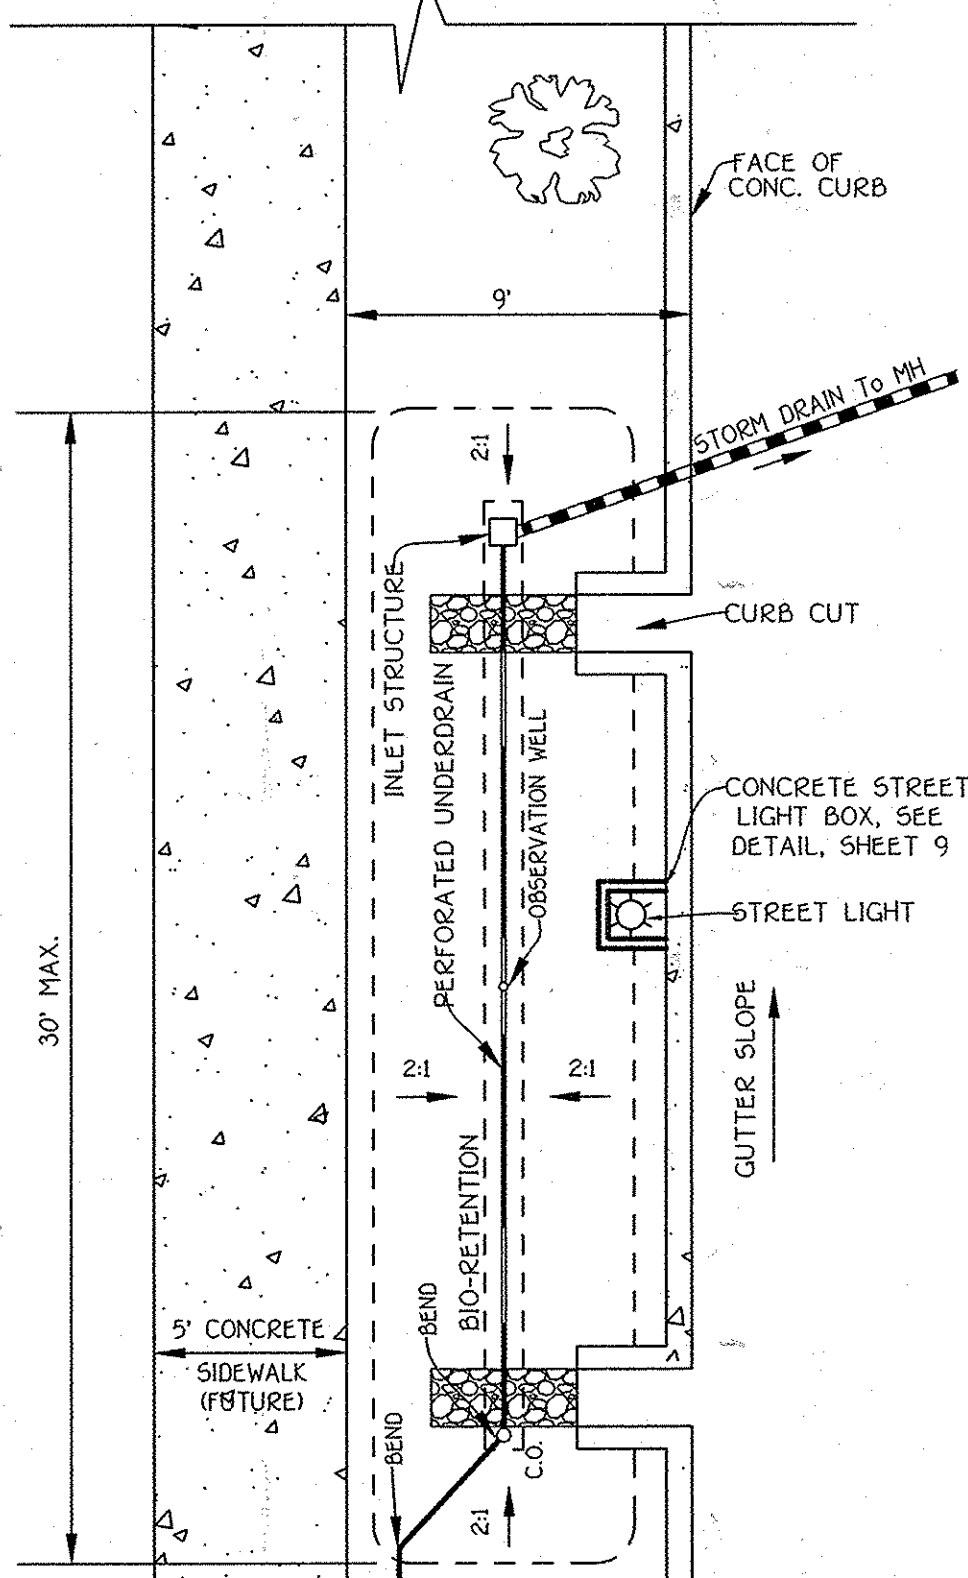 FACE OF
CONC. CURB
9'
STORM DRAIN To MH
2:1
INLET STRUCTURE
CURB CUT
PERFORATED UNDERDRAIN
OBSERVATION WELL
CONCRETE STREET
LIGHT BOX, SEE
DETAIL, SHEET 9
STREET LIGHT
30' MAX.
GUTTER SLOPE
2:1
2:1
BIO-RETENTION
BEND
5' CONCRETE
SIDEWALK
(FUTURE)
BEND
C.O.
2:1